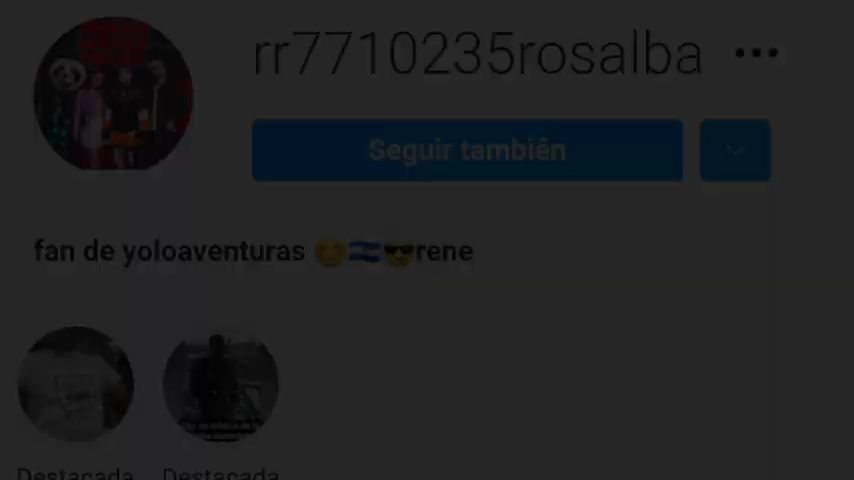 rr7710235rosalba
Seguir también
fan de yoloaventuras 😊🇸🇻😎rene
Destacada Destacada